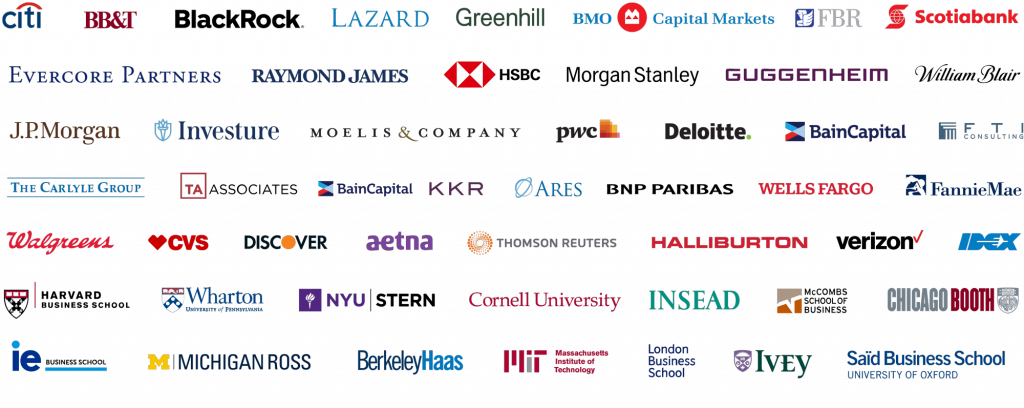 citi BB&T BlackRock. LAZARD Greenhill BMO Capital Markets FBR Scotiabank
EVERCORE PARTNERS RAYMOND JAMES HSBC Morgan Stanley GUGGENHEIM William Blair
J.P.Morgan Investure MOELIS & COMPANY pwc Deloitte. BainCapital FTI
CONSULTING
THE CARLYLE GROUP TA ASSOCIATES BainCapital KKR ARES BNP PARIBAS WELLS FARGO FannieMae
Walgreens CVS DISCOVER aetna THOMSON REUTERS HALLIBURTON verizon IDEX
HARVARD
BUSINESS SCHOOL
Wharton
UNIVERSITY of PENNSYLVANIA
NYU STERN
Cornell University
INSEAD
McCOMBS
SCHOOL OF
BUSINESS
CHICAGO BOOTH
ie BUSINESS SCHOOL
M MICHIGAN ROSS
BerkeleyHaas
MIT
Massachusetts
Institute of
Technology
London
Business
School
IVEY
Saïd Business School
UNIVERSITY OF OXFORD